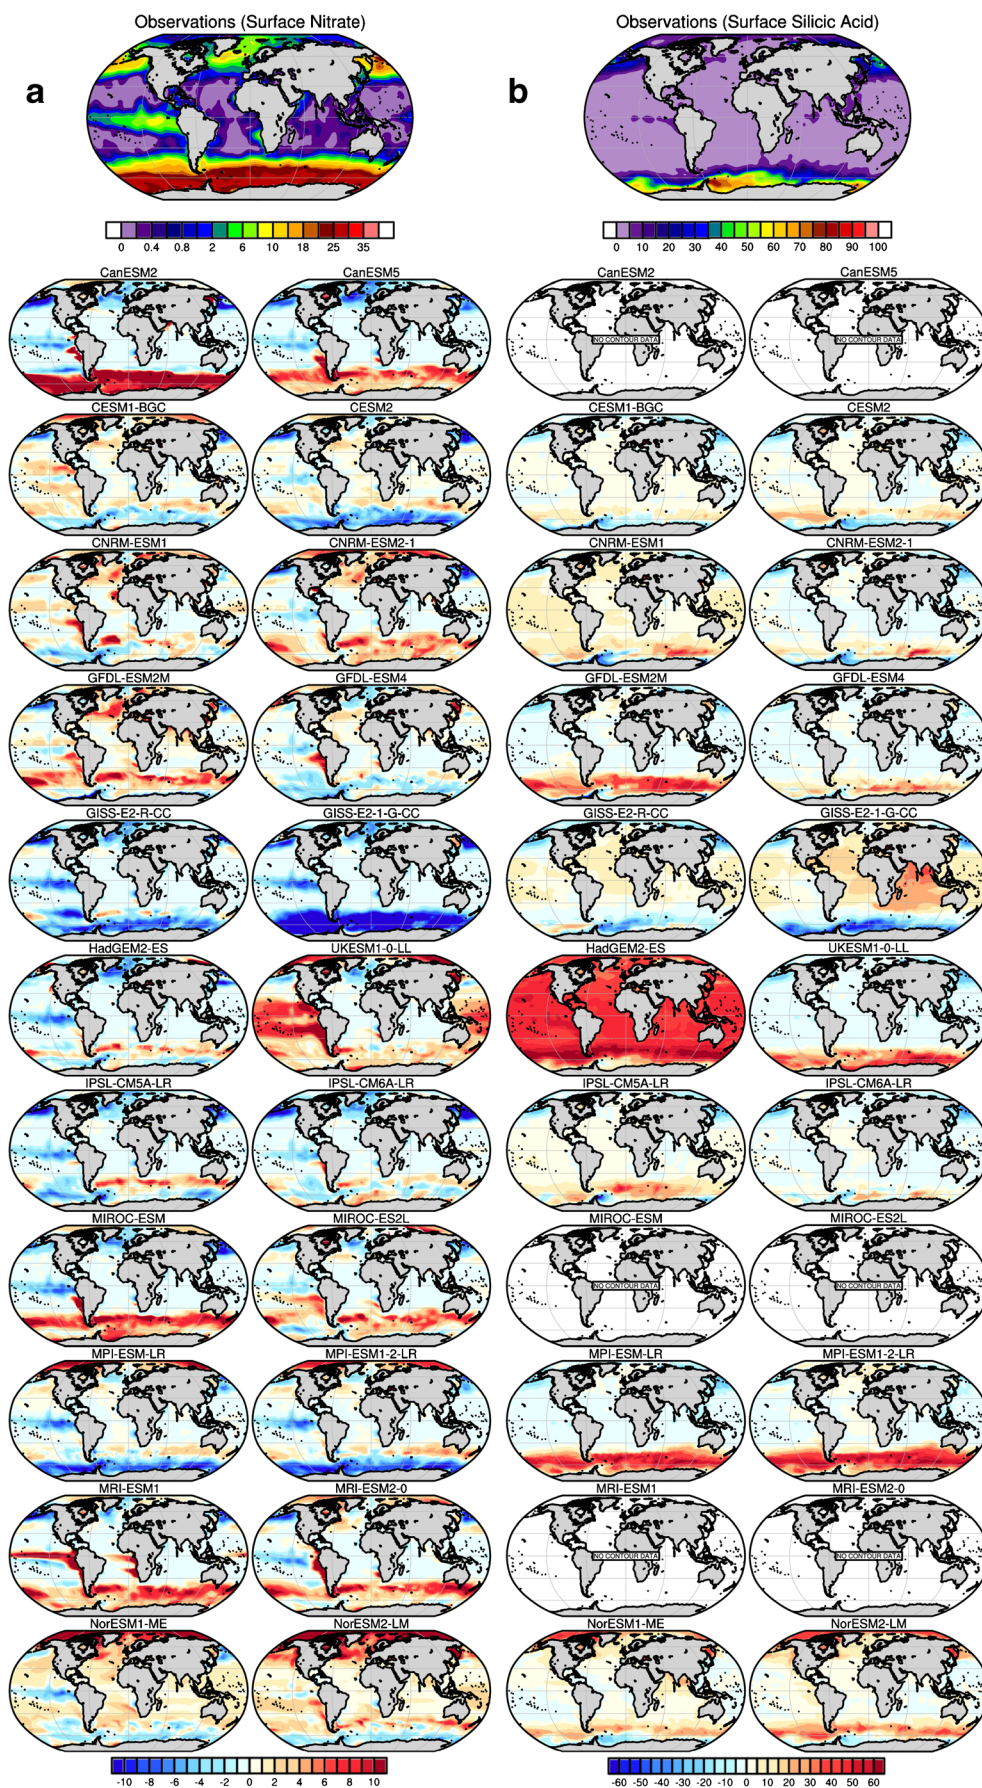 Observations (Surface Nitrate)
Observations (Surface Silicic Acid)
a
b
0 0.4 0.8 2 6 10 18 25 35
0 10 20 30 40 50 60 70 80 90 100
CanESM2 CanESM5 CanESM2 CanESM5
NO CONTOUR DATA NO CONTOUR DATA
CESM1-BGC CESM2 CESM1-BGC CESM2
CNRM-ESM1 CNRM-ESM2-1 CNRM-ESM1 CNRM-ESM2-1
GFDL-ESM2M GFDL-ESM4 GFDL-ESM2M GFDL-ESM4
GISS-E2-R-CC GISS-E2-1-G-CC GISS-E2-R-CC GISS-E2-1-G-CC
HadGEM2-ES UKESM1-0-LL HadGEM2-ES UKESM1-0-LL
IPSL-CM5A-LR IPSL-CM6A-LR IPSL-CM5A-LR IPSL-CM6A-LR
MIROC-ESM MIROC-ES2L MIROC-ESM MIROC-ES2L
NO CONTOUR DATA NO CONTOUR DATA
MPI-ESM-LR MPI-ESM1-2-LR MPI-ESM-LR MPI-ESM1-2-LR
MRI-ESM1 MRI-ESM2-0 MRI-ESM1 MRI-ESM2-0
NO CONTOUR DATA NO CONTOUR DATA
NorESM1-ME NorESM2-LM NorESM1-ME NorESM2-LM
-10 -8 -6 -4 -2 0 2 4 6 8 10
-60 -50 -40 -30 -20 -10 0 10 20 30 40 50 60